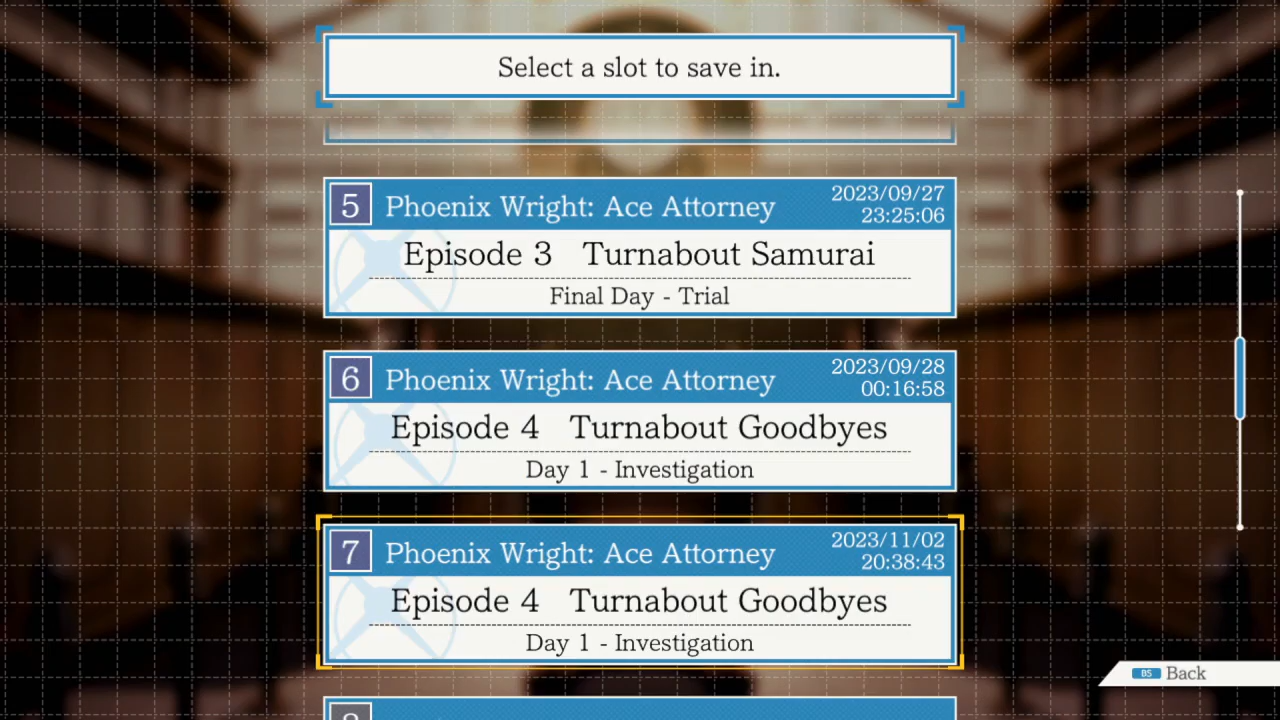 Select a slot to save in.
5 Phoenix Wright: Ace Attorney 2023/09/27 23:25:06
Episode 3 Turnabout Samurai
Final Day - Trial
6 Phoenix Wright: Ace Attorney 2023/09/28 00:16:58
Episode 4 Turnabout Goodbyes
Day 1 - Investigation
7 Phoenix Wright: Ace Attorney 2023/11/02 20:38:43
Episode 4 Turnabout Goodbyes
Day 1 - Investigation
BS Back